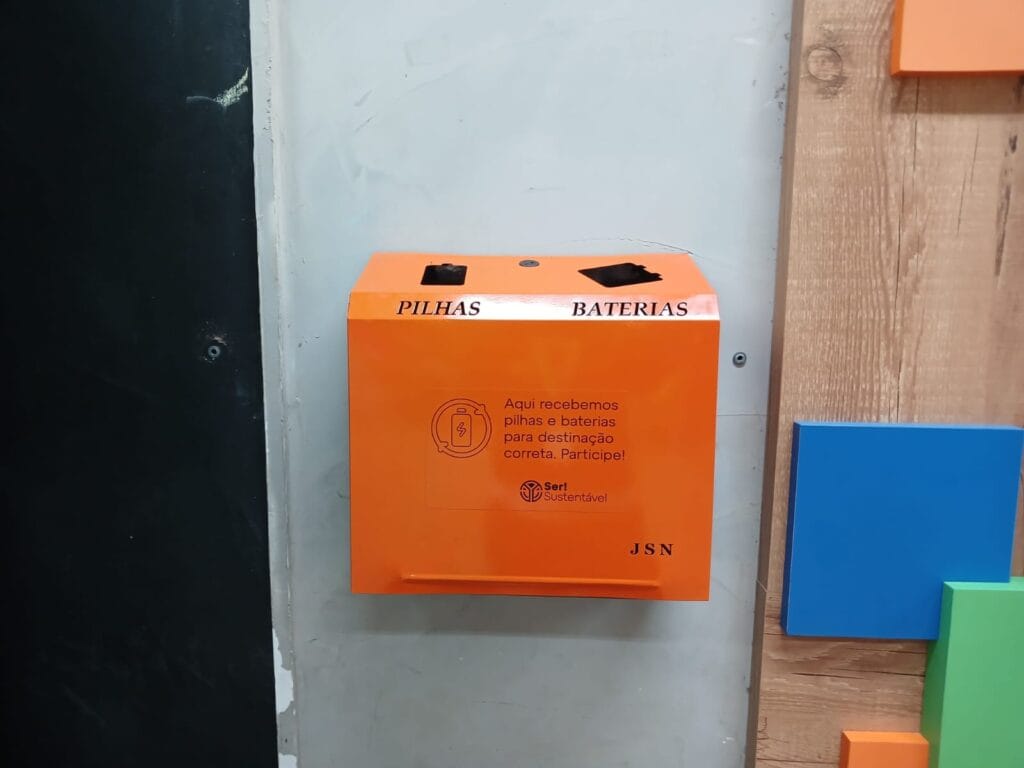 PILHAS BATERIAS
Aqui recebemos
pilhas e baterias
para destinação
correta. Participe!
Ser!
Sustentável
JSN